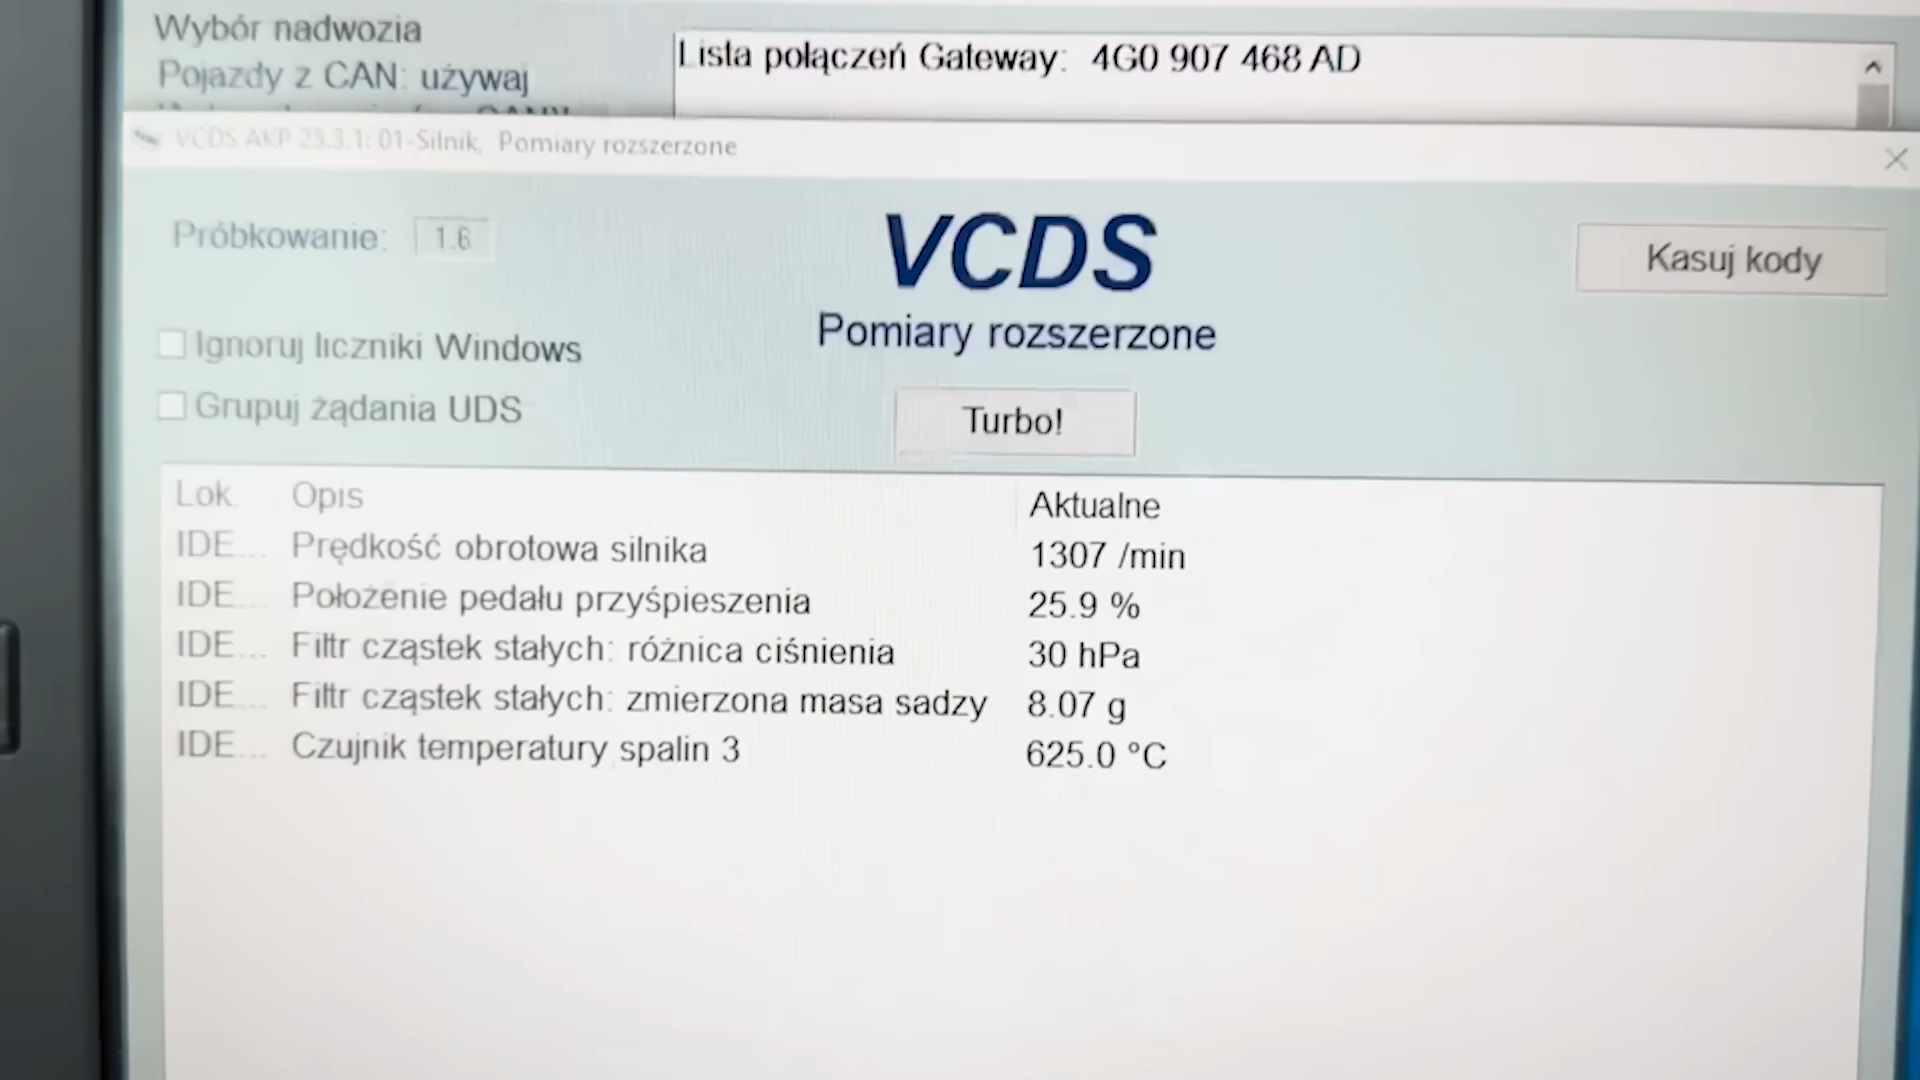 Wybór nadwozia
Lista połączeń Gateway: 4G0 907 468 AD
Pojazdy z CAN: używaj
VCDS AKP 23.3.1: 01-Silnik, Pomiary rozszerzone
Próbkowanie: 1.6
VCDS
Kasuj kody
Pomiary rozszerzone
Ignoruj liczniki Windows
Grupuj żądania UDS
Turbo!
Lok. Opis Aktualne
IDE... Prędkość obrotowa silnika 1307 /min
IDE... Położenie pedału przyśpieszenia 25.9 %
IDE... Filtr cząstek stałych: różnica ciśnienia 30 hPa
IDE... Filtr cząstek stałych: zmierzona masa sadzy 8.07 g
IDE... Czujnik temperatury spalin 3 625.0 °C